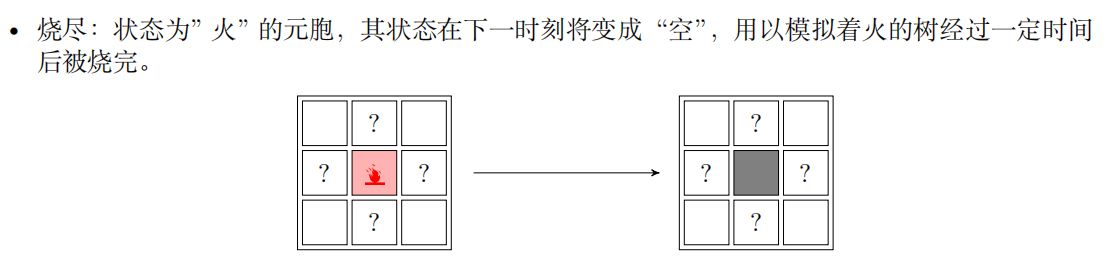 • 烧尽：状态为”火”的元胞，其状态在下一时刻将变成“空”，用以模拟着火的树经过一定时间
后被烧完。
? ?
? ? ? ?
? ?